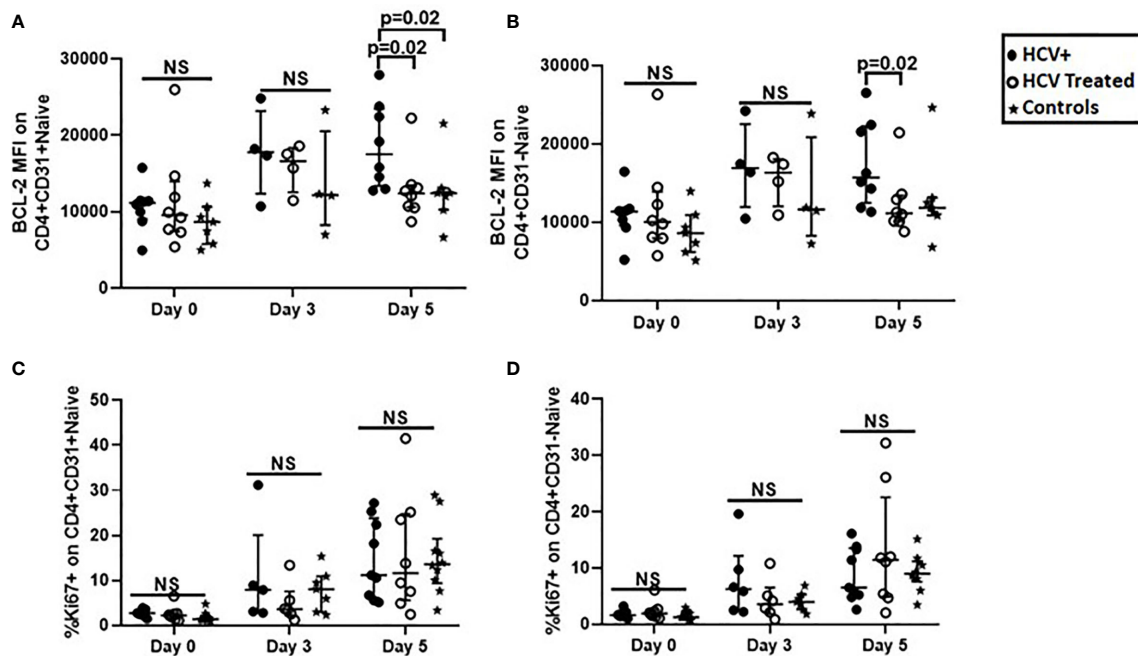 A
p=0.02
p=0.02
NS
NS
BCL-2 MFI on
CD4+CD31+Naive
30000
20000
10000
0
Day 0
Day 3
Day 5
B
p=0.02
NS
NS
BCL-2 MFI on
CD4+CD31-Naive
30000
20000
10000
0
Day 0
Day 3
Day 5
HCV+
HCV Treated
Controls
C
NS
NS
NS
%Ki67+ on CD4+CD31+Naive
50
40
30
20
10
0
Day 0
Day 3
Day 5
D
NS
NS
NS
%Ki67+ on CD4+CD31-Naive
40
30
20
10
0
Day 0
Day 3
Day 5